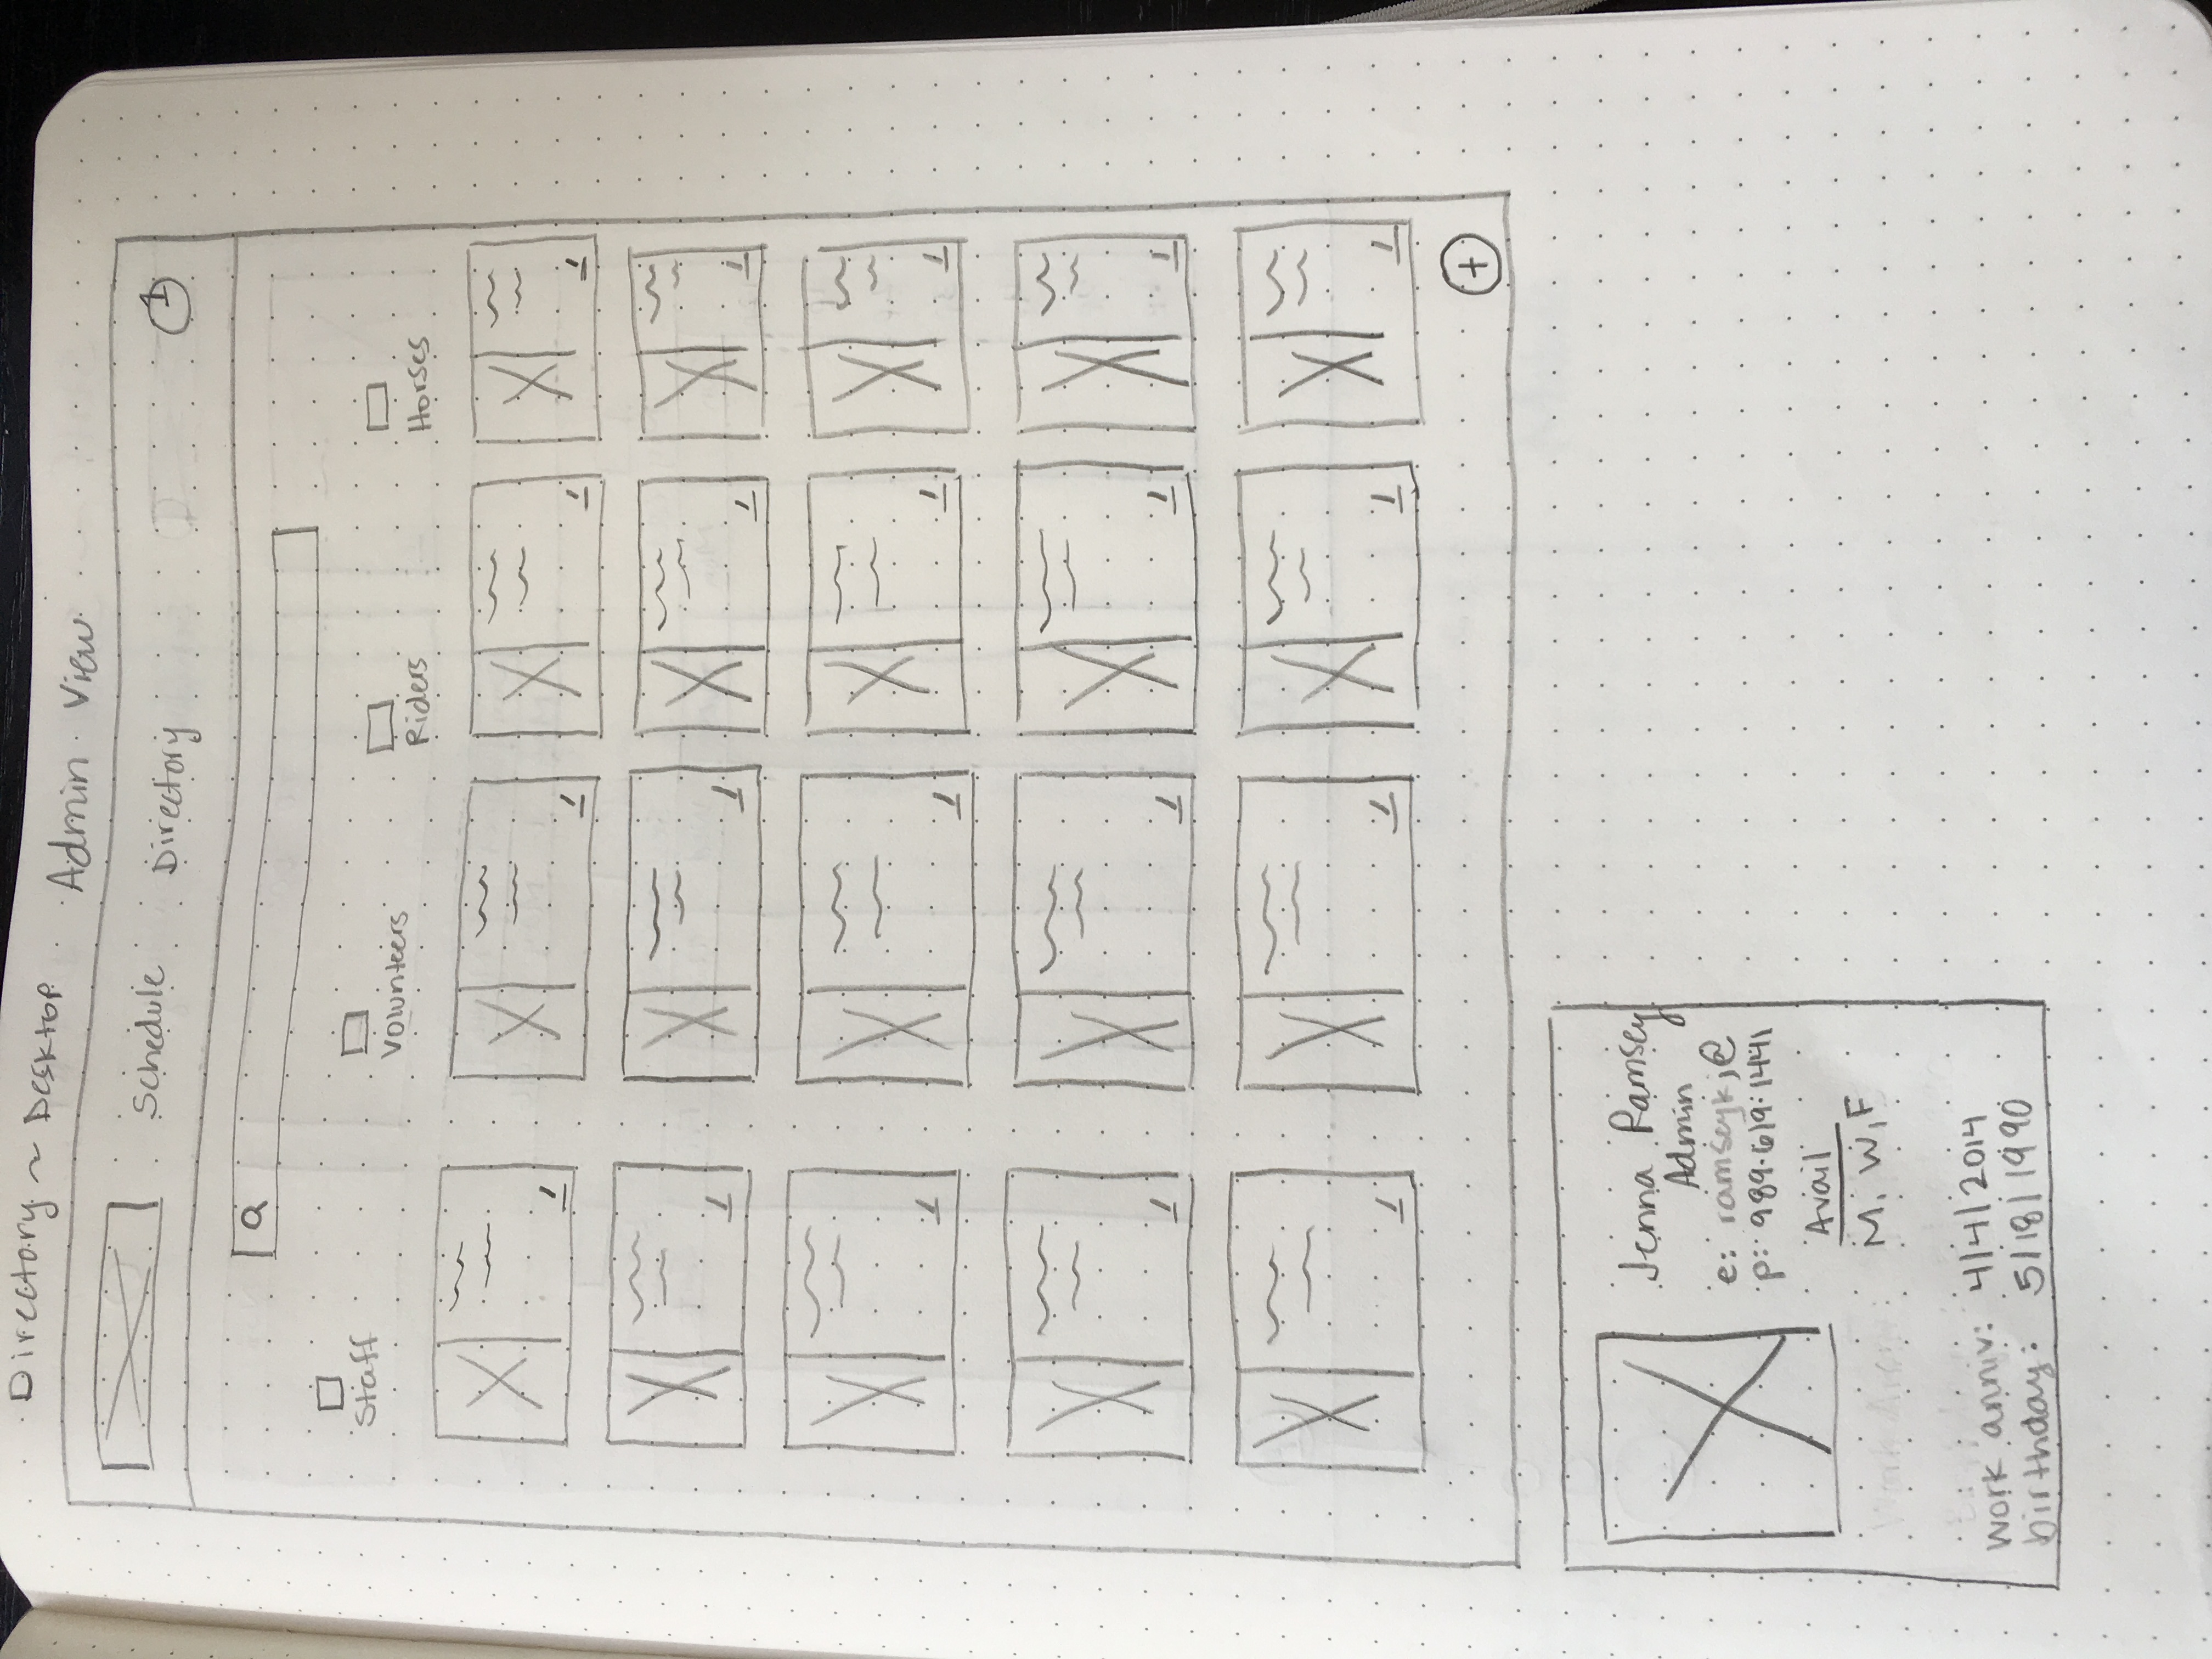 Directory ~ Desktop
Admin View
Schedule Directory
1
Staff Volunteers Riders Horses
+
Jenna Ramsey
Admin
e: ramseykj@
p: 989.619.1441
Avail
M, W, F
work anniv: 4/4/2014
birthday: 5/18/1990